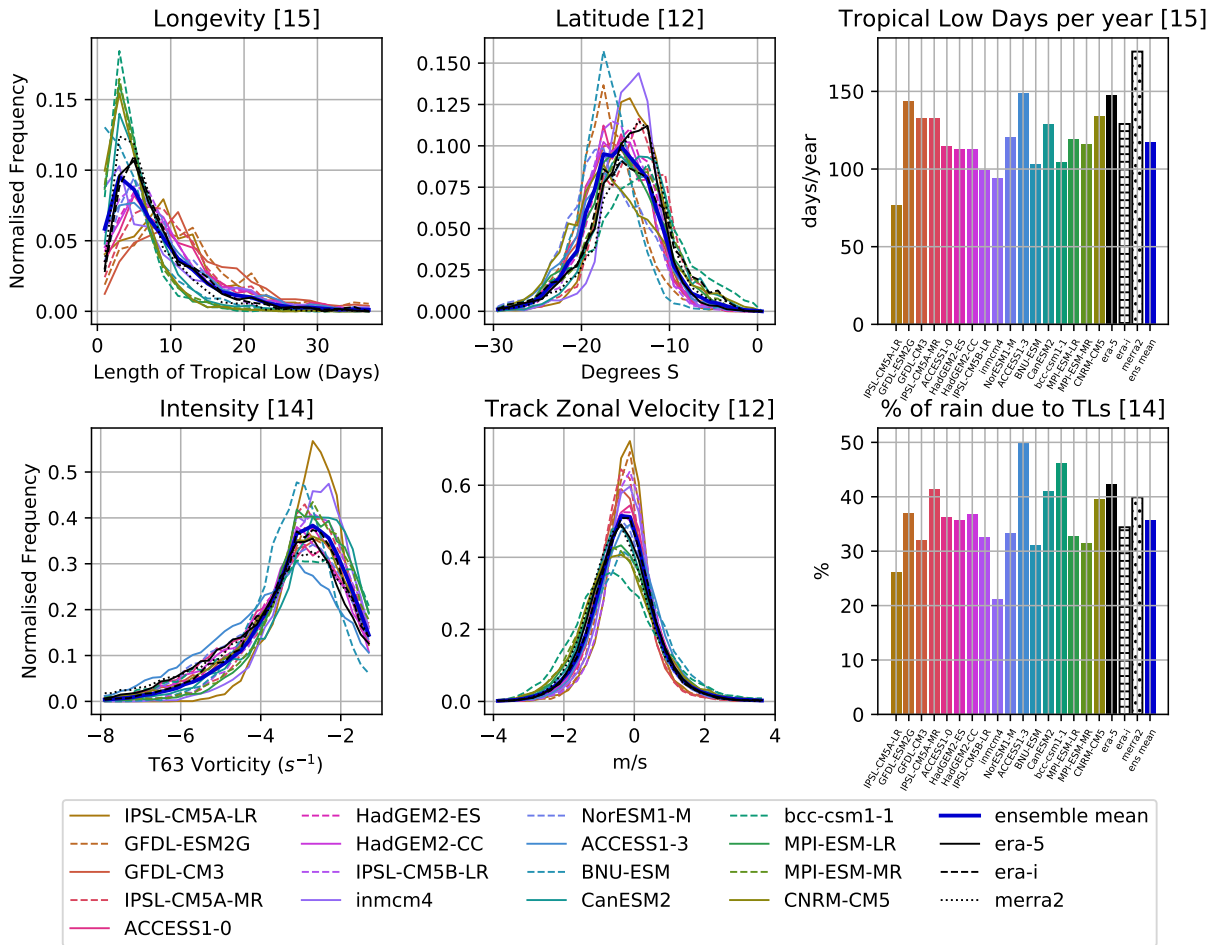 Longevity [15]
Latitude [12]
Tropical Low Days per year [15]
Normalised Frequency
0.15
0.10
0.05
0.00
0 10 20 30
Length of Tropical Low (Days)
0.150
0.125
0.100
0.075
0.050
0.025
0.000
−30 −20 −10 0
Degrees S
days/year
150
100
50
0
IPSL-CM5A-LR
GFDL-ESM2G
GFDL-CM3
IPSL-CM5A-MR
ACCESS1-0
HadGEM2-ES
HadGEM2-CC
IPSL-CM5B-LR
inmcm4
NorESM1-M
ACCESS1-3
BNU-ESM
CanESM2
bcc-csm1-1
MPI-ESM-LR
MPI-ESM-MR
CNRM-CM5
era-5
era-i
merra2
ens mean
Intensity [14]
Track Zonal Velocity [12]
% of rain due to TLs [14]
Normalised Frequency
0.5
0.4
0.3
0.2
0.1
0.0
−8 −6 −4 −2
T63 Vorticity (s⁻¹)
0.6
0.4
0.2
0.0
−4 −2 0 2 4
m/s
%
50
40
30
20
10
0
IPSL-CM5A-LR
GFDL-ESM2G
GFDL-CM3
IPSL-CM5A-MR
ACCESS1-0
HadGEM2-ES
HadGEM2-CC
IPSL-CM5B-LR
inmcm4
NorESM1-M
ACCESS1-3
BNU-ESM
CanESM2
bcc-csm1-1
MPI-ESM-LR
MPI-ESM-MR
CNRM-CM5
era-5
era-i
merra2
ens mean
IPSL-CM5A-LR
GFDL-ESM2G
GFDL-CM3
IPSL-CM5A-MR
ACCESS1-0
HadGEM2-ES
HadGEM2-CC
IPSL-CM5B-LR
inmcm4
NorESM1-M
ACCESS1-3
BNU-ESM
CanESM2
bcc-csm1-1
MPI-ESM-LR
MPI-ESM-MR
CNRM-CM5
ensemble mean
era-5
era-i
merra2